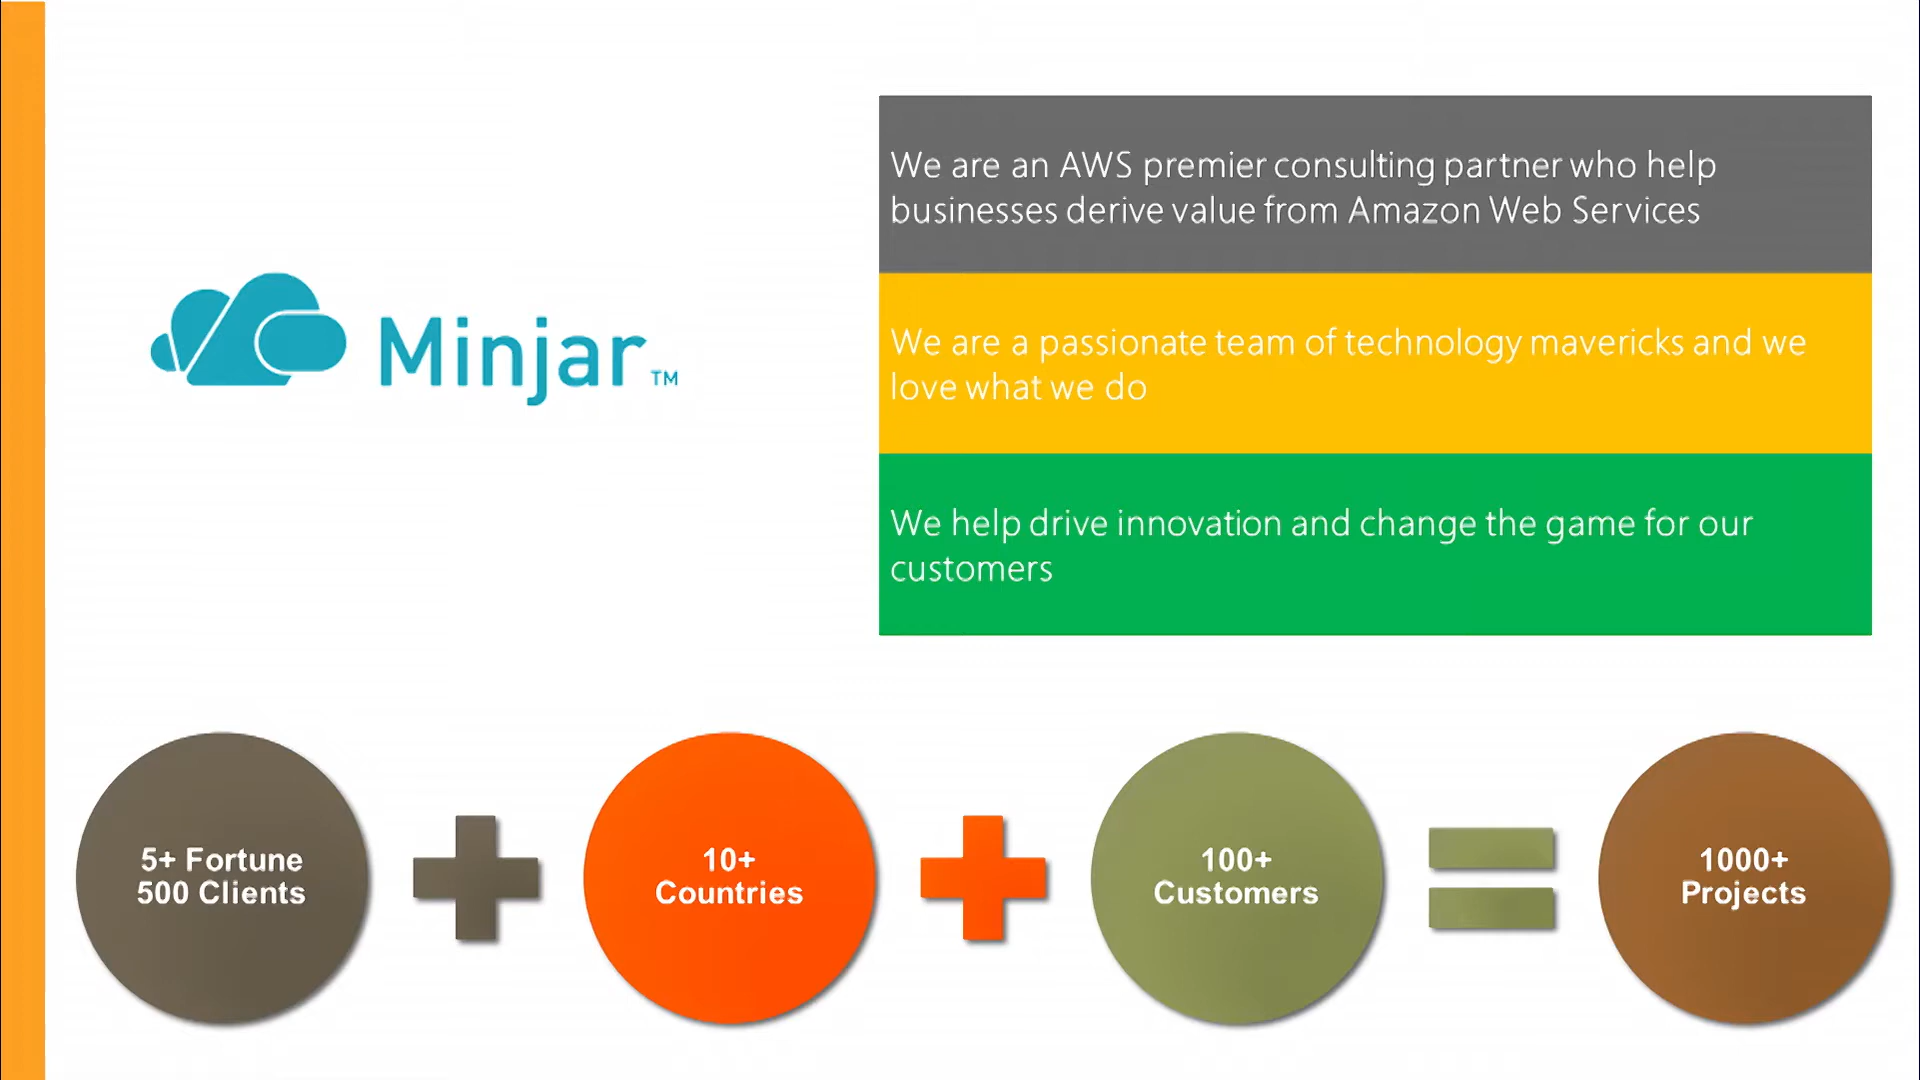 Minjar™
We are an AWS premier consulting partner who help
businesses derive value from Amazon Web Services
We are a passionate team of technology mavericks and we
love what we do
We help drive innovation and change the game for our
customers
5+ Fortune
500 Clients
10+
Countries
100+
Customers
1000+
Projects